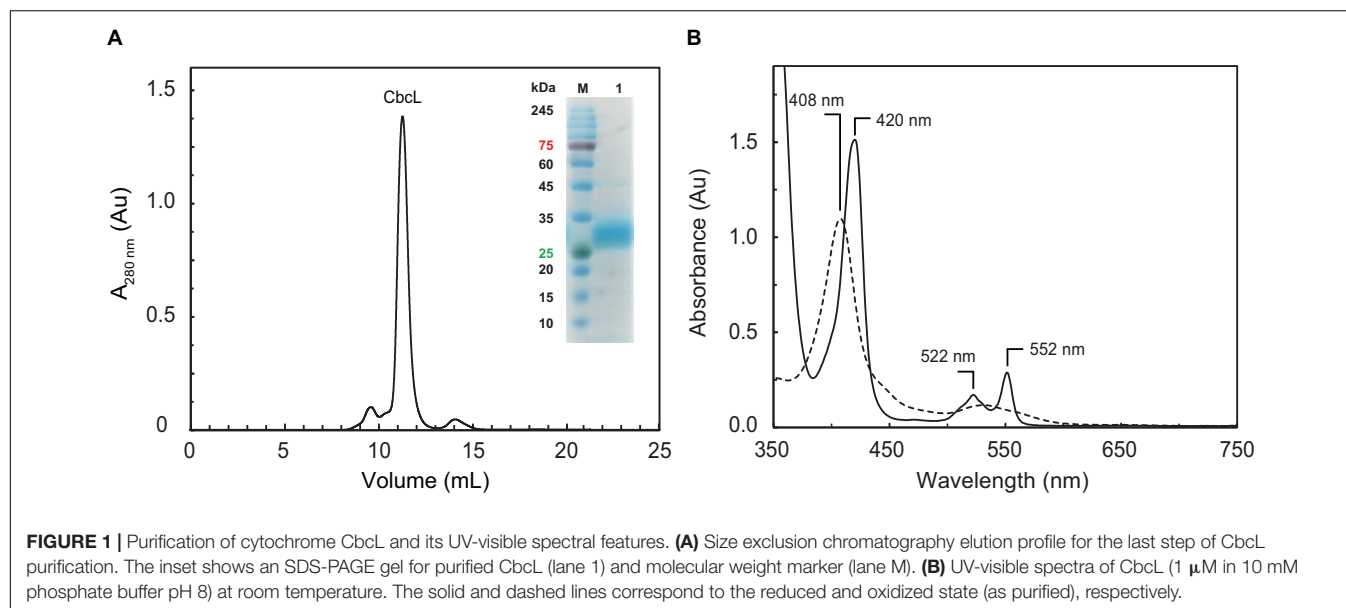 A
1.5
1.0
0.5
0
A280 nm (Au)
0 5 10 15 20 25
Volume (mL)
CbcL
kDa M 1
245
75
60
45
35
25
20
15
10
B
1.5
1.0
0.5
0.0
Absorbance (Au)
350 450 550 650 750
Wavelength (nm)
408 nm
420 nm
522 nm
552 nm
FIGURE 1 | Purification of cytochrome CbcL and its UV-visible spectral features. (A) Size exclusion chromatography elution profile for the last step of CbcL
purification. The inset shows an SDS-PAGE gel for purified CbcL (lane 1) and molecular weight marker (lane M). (B) UV-visible spectra of CbcL (1 μM in 10 mM
phosphate buffer pH 8) at room temperature. The solid and dashed lines correspond to the reduced and oxidized state (as purified), respectively.